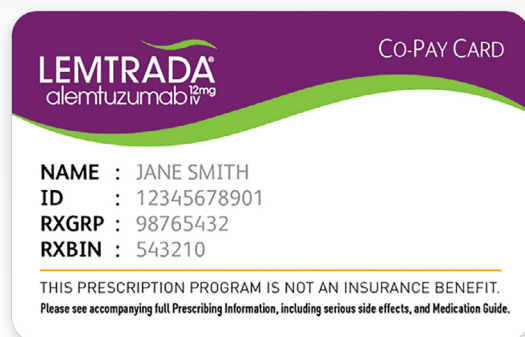 CO-PAY CARD
LEMTRADA®
alemtuzumab 12mg IV
NAME : JANE SMITH
ID : 12345678901
RXGRP : 98765432
RXBIN : 543210
THIS PRESCRIPTION PROGRAM IS NOT AN INSURANCE BENEFIT.
Please see accompanying full Prescribing Information, including serious side effects, and Medication Guide.